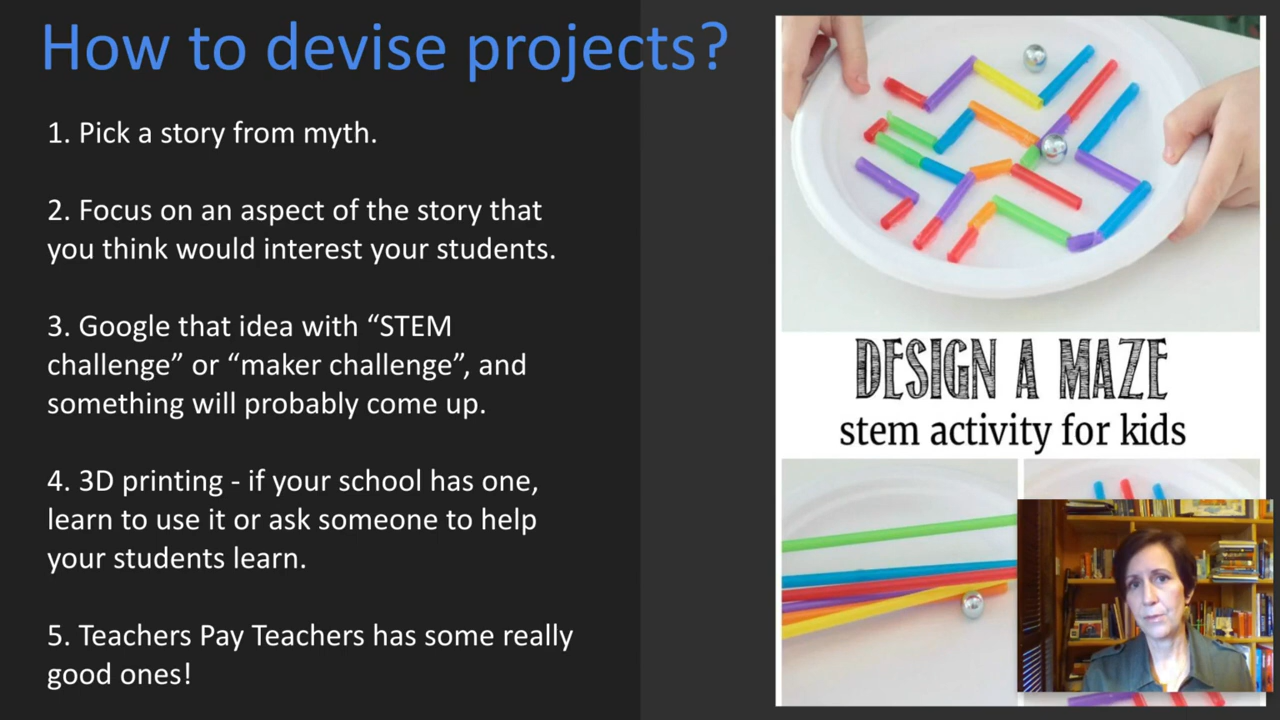 How to devise projects?
1. Pick a story from myth.
2. Focus on an aspect of the story that
you think would interest your students.
3. Google that idea with “STEM
challenge” or “maker challenge”, and
something will probably come up.
4. 3D printing - if your school has one,
learn to use it or ask someone to help
your students learn.
5. Teachers Pay Teachers has some really
good ones!
DESIGN A MAZE
stem activity for kids